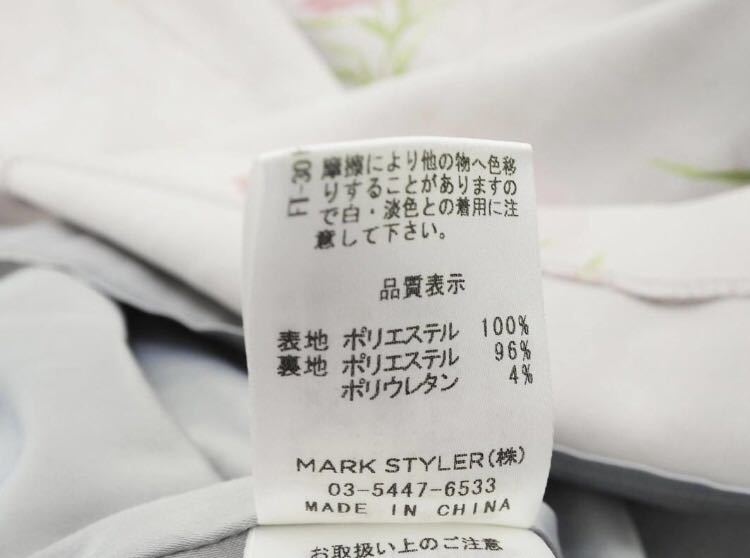 摩擦により他の物へ色移
りすることがありますの
で白・淡色との着用に注
意して下さい。
品質表示
表地 ポリエステル 100%
裏地 ポリエステル 96%
ポリウレタン 4%
MARK STYLER(株)
03-5447-6533
MADE IN CHINA
お取扱い上のご注意